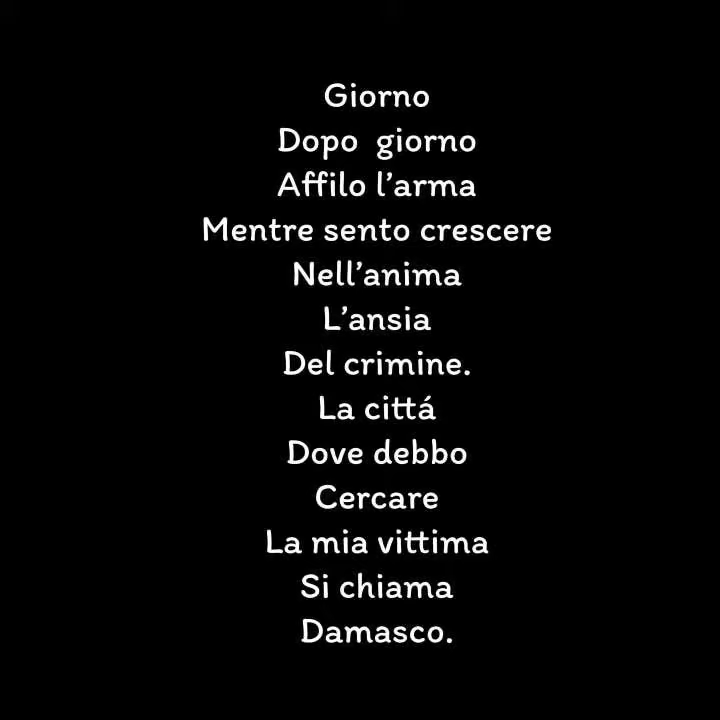 Giorno
Dopo  giorno
Affilo l’arma
Mentre sento crescere
Nell’anima
L’ansia
Del crimine.
La cittá
Dove debbo
Cercare
La mia vittima
Si chiama
Damasco.